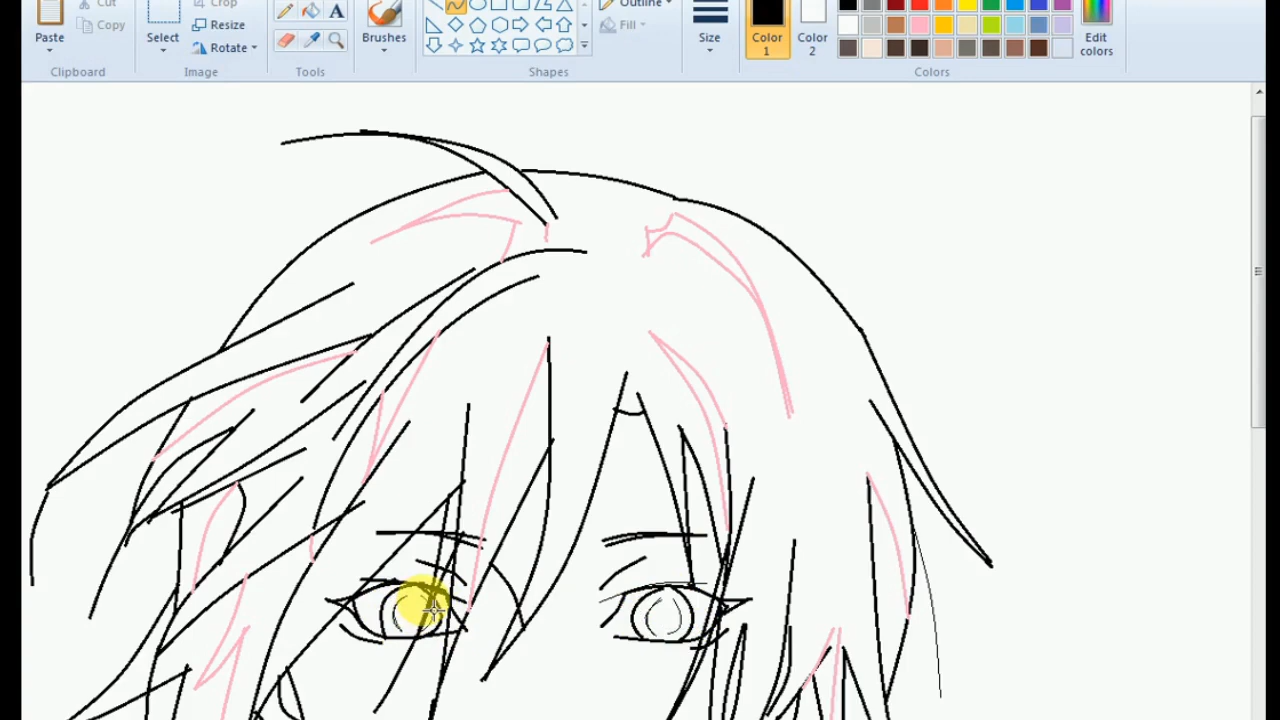 Cut
Crop
Outline
Resize
Copy
Fill
Paste
Select
Brushes
Size
Color
1
Color
2
Edit
colors
Rotate
A
Clipboard
Image
Tools
Shapes
Colors